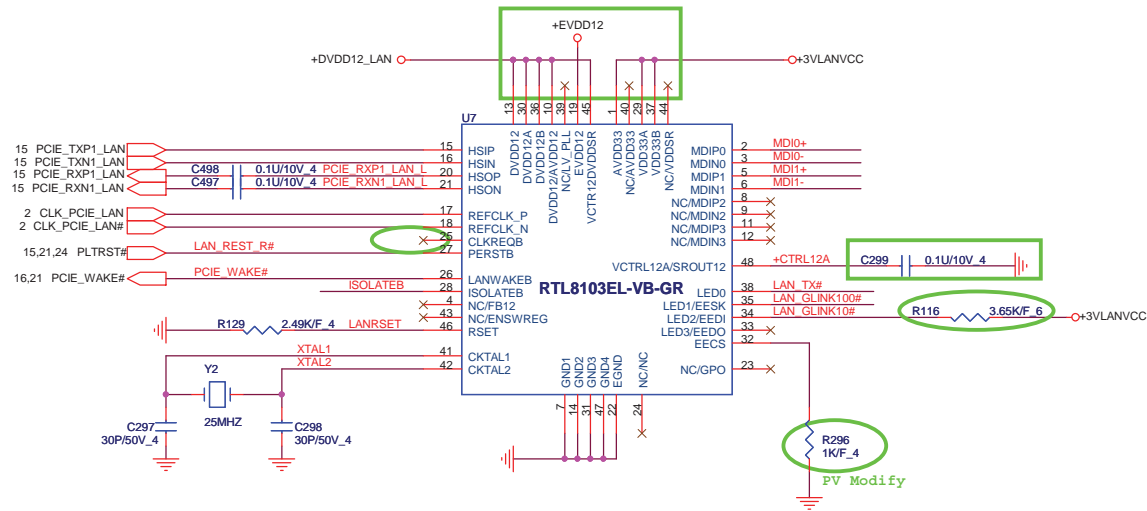 +EVDD12
+DVDD12_LAN
+3VLANVCC
U7
13
30
36
10
39
19
45
1
40
29
37
44
DVDD12
DVDD12A
DVDD12B
DVDD12/AVDD12
NC/LV_PLL
EVDD12
VCTR12DVDDSR
AVDD33
NC/AVDD33
VDD33A
VDD33B
NC/VDDSR
15 PCIE_TXP1_LAN 15 HSIP
15 PCIE_TXN1_LAN 16 HSIN
15 PCIE_RXP1_LAN C498 0.1U/10V_4 PCIE_RXP1_LAN_L 20 HSOP
15 PCIE_RXN1_LAN C497 0.1U/10V_4 PCIE_RXN1_LAN_L 21 HSON
2 CLK_PCIE_LAN 17 REFCLK_P
2 CLK_PCIE_LAN# 18 REFCLK_N
25 CLKREQB
15,21,24 PLTRST# LAN_REST_R# 27 PERSTB
16,21 PCIE_WAKE# PCIE_WAKE# 26 LANWAKEB
ISOLATEB 28 ISOLATEB
4 NC/FB12
43 NC/ENSWREG
R129 2.49K/F_4 LANRSET 46 RSET
XTAL1 41 CKTAL1
XTAL2 42 CKTAL2
Y2
25MHZ
C297
30P/50V_4
C298
30P/50V_4
RTL8103EL-VB-GR
MDIP0 2 MDI0+
MDIN0 3 MDI0-
MDIP1 5 MDI1+
MDIN1 6 MDI1-
NC/MDIP2 8
NC/MDIN2 9
NC/MDIP3 11
NC/MDIN3 12
VCTRL12A/SROUT12 48 +CTRL12A C299 0.1U/10V_4
LED0 38 LAN_TX#
LED1/EESK 35 LAN_GLINK100#
LED2/EEDI 34 LAN_GLINK10# R116 3.65K/F_6 +3VLANVCC
LED3/EEDO 33
EECS 32
NC/GPO 23
GND1
GND2
GND3
GND4
EGND
NC/NC
7
14
31
47
22
24
R296
1K/F_4
PV Modify